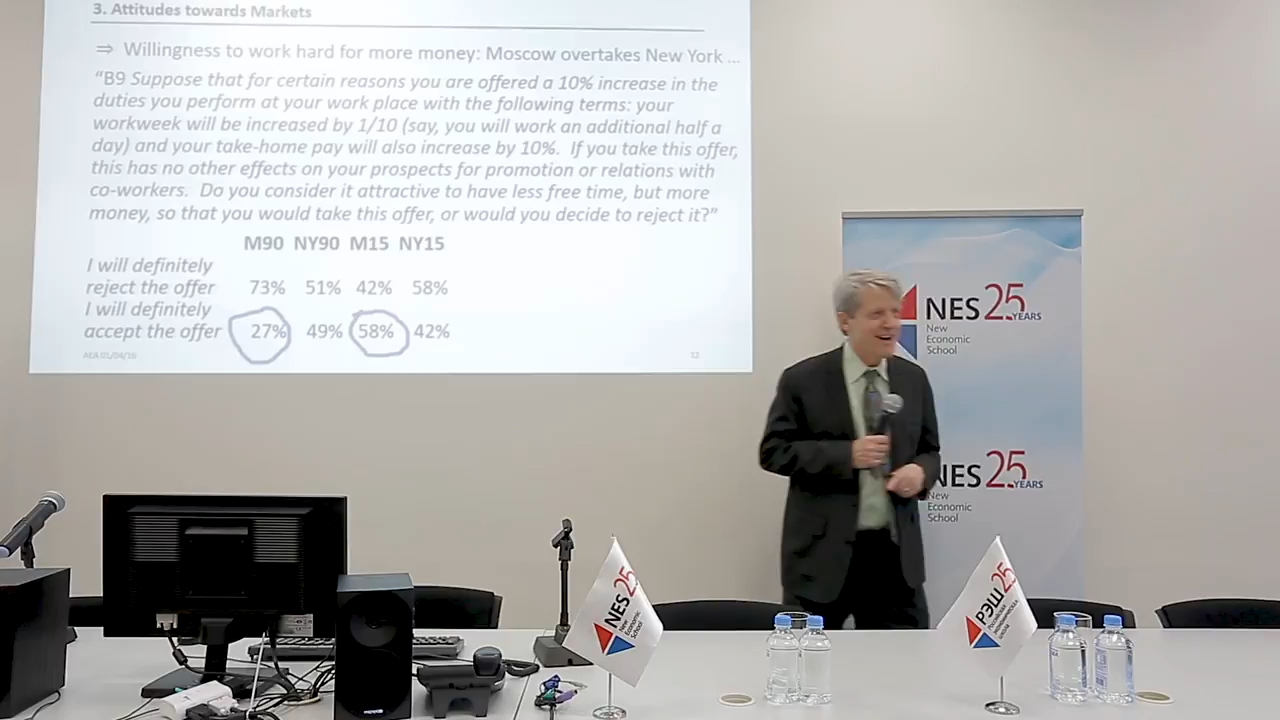 3. Attitudes towards Markets
⇒ Willingness to work hard for more money: Moscow overtakes New York ...
"B9 Suppose that for certain reasons you are offered a 10% increase in the
duties you perform at your work place with the following terms: your
workweek will be increased by 1/10 (say, you will work an additional half a
day) and your take-home pay will also increase by 10%. If you take this offer,
this has no other effects on your prospects for promotion or relations with
co-workers. Do you consider it attractive to have less free time, but more
money, so that you would take this offer, or would you decide to reject it?"
M90 NY90 M15 NY15
I will definitely
reject the offer 73% 51% 42% 58%
I will definitely
accept the offer 27% 49% 58% 42%
AEA 01/04/16 12
NES 25
YEARS
New
Economic
School
NES 25
YEARS
New
Economic
School
NES 25
New
Economic
School
РЭШ 25